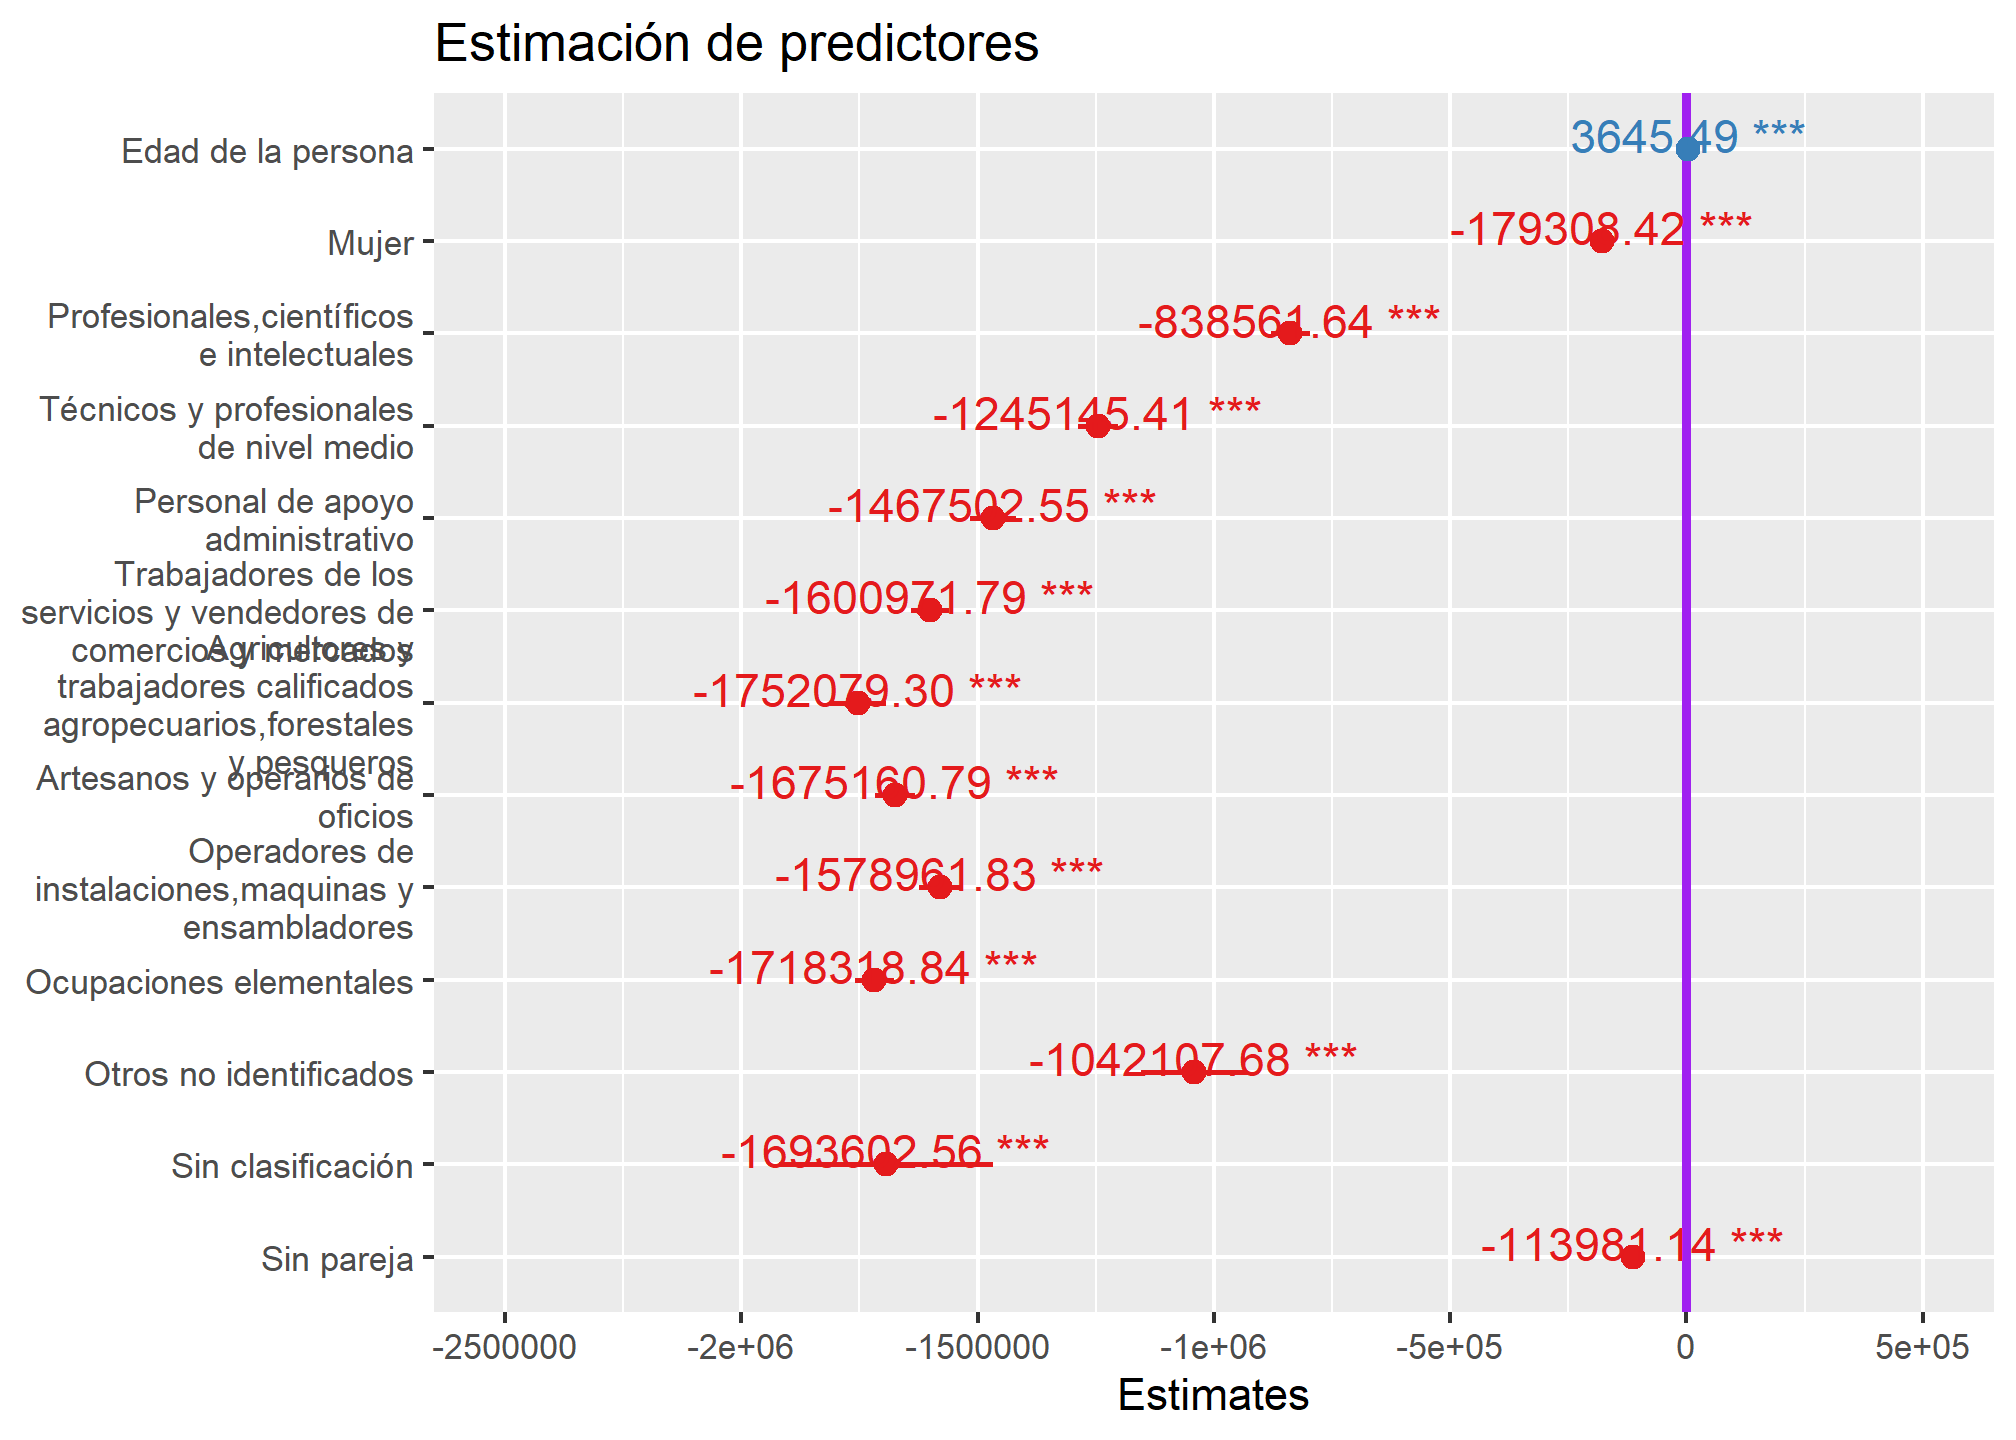 Estimación de predictores
Edad de la persona
3645.49 ***
Mujer
-179308.42 ***
Profesionales,científicos
e intelectuales
-838561.64 ***
Técnicos y profesionales
de nivel medio
-1245145.41 ***
Personal de apoyo
administrativo
-1467502.55 ***
Trabajadores de los
servicios y vendedores de
comercios y mercados
-1600971.79 ***
Agricultores y
trabajadores calificados
agropecuarios,forestales
y pesqueros
-1752079.30 ***
Artesanos y operarios de
oficios
-1675160.79 ***
Operadores de
instalaciones,maquinas y
ensambladores
-1578961.83 ***
Ocupaciones elementales
-1718318.84 ***
Otros no identificados
-1042107.68 ***
Sin clasificación
-1693602.56 ***
Sin pareja
-113981.14 ***
-2500000 -2e+06 -1500000 -1e+06 -5e+05 0 5e+05
Estimates